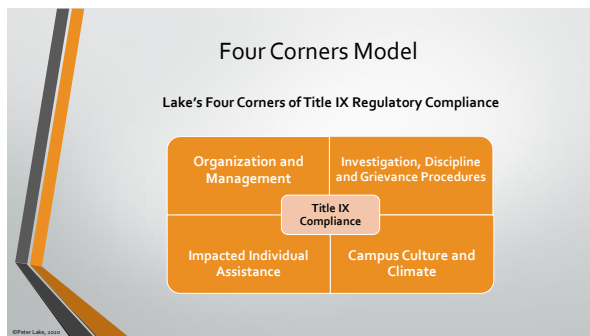 Four Corners Model
Lake's Four Corners of Title IX Regulatory Compliance
Organization and
Management
Investigation, Discipline
and Grievance Procedures
Title IX
Compliance
Impacted Individual
Assistance
Campus Culture and
Climate
©Peter Lake, 2020